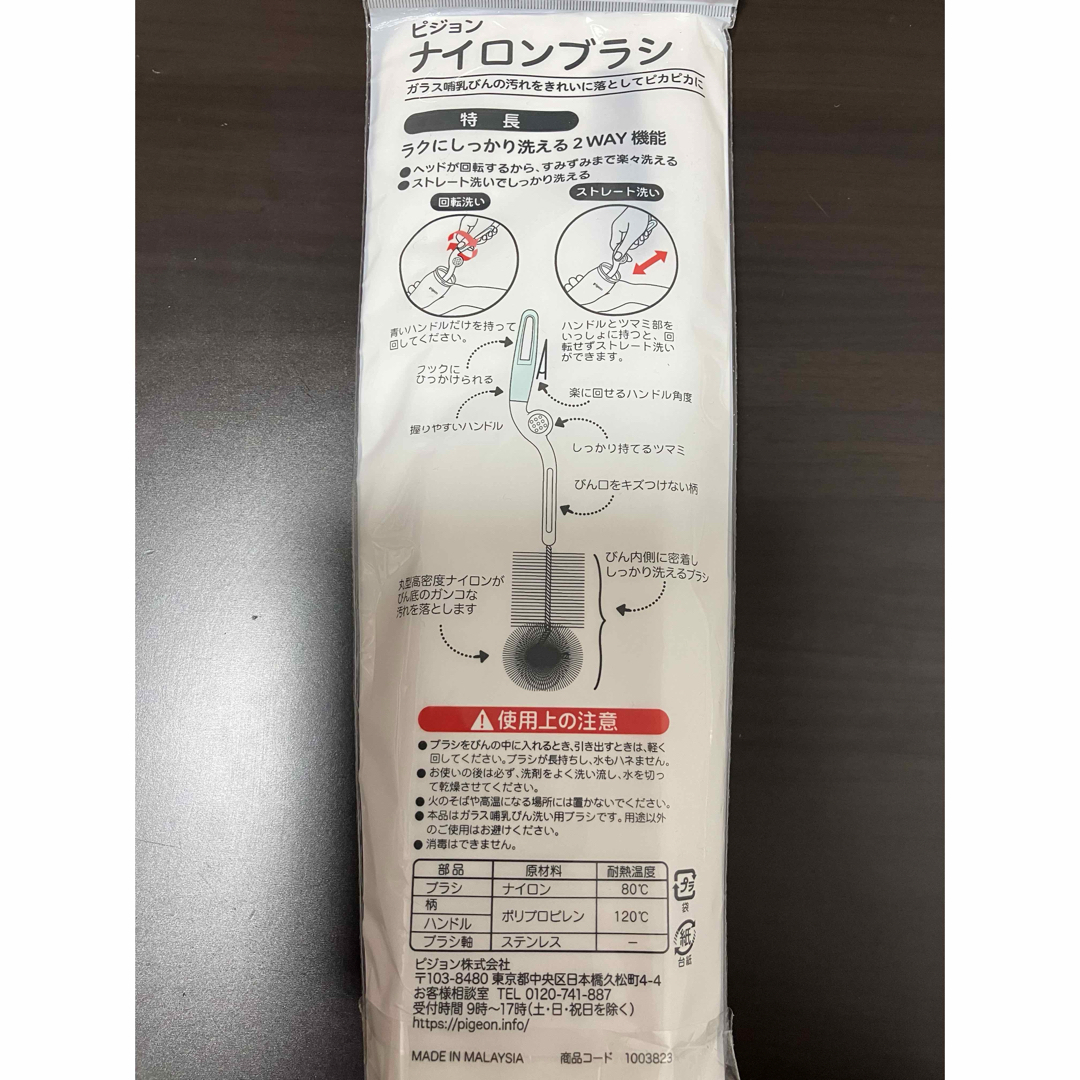 ピジョン
ナイロンブラシ
ガラス哺乳びんの汚れをきれいに落としてピカピカに
特長
ラクにしっかり洗える2WAY機能
●ヘッドが回転するから、すみずみまで楽々洗える
●ストレート洗いでしっかり洗える
回転洗い
ストレート洗い
青いハンドルだけを持って
回してください。
ハンドルとツマミ部を
いっしょに持つと、回
転せずストレート洗い
ができます。
フックに
ひっかけられる
楽に回せるハンドル角度
握りやすいハンドル
しっかり持てるツマミ
びん口をキズつけない柄
びん内側に密着し
しっかり洗えるブラシ
丸型高密度ナイロンが
びん底のガンコな
汚れを落とします
使用上の注意
●ブラシをびんの中に入れるとき、引き出すときは、軽く
回してください。ブラシが長持ちし、水もハネません。
●お使いの後は必ず、洗剤をよく洗い流し、水を切っ
て乾燥させてください。
●火のそばや高温になる場所には置かないでください。
●本品はガラス哺乳びん洗い用ブラシです。用途以外
のご使用はお避けください。
●消毒はできません。
部品 原材料 耐熱温度
ブラシ ナイロン 80℃
柄
ハンドル ポリプロピレン 120℃
ブラシ軸 ステンレス －
プラ
袋
紙
台紙
ピジョン株式会社
〒103-8480 東京都中央区日本橋久松町4-4
お客様相談室 TEL 0120-741-887
受付時間 9時～17時(土・日・祝日を除く)
https://pigeon.info/
MADE IN MALAYSIA 商品コード 1003823